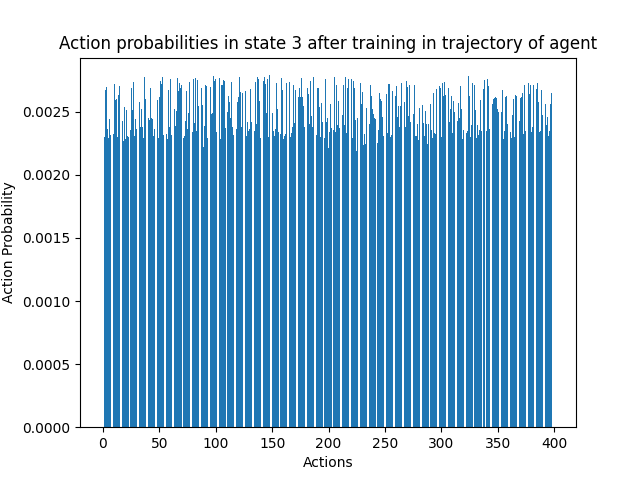 Action probabilities in state 3 after training in trajectory of agent
0.0025
0.0020
0.0015
0.0010
0.0005
0.0000
Action Probability
0 50 100 150 200 250 300 350 400
Actions